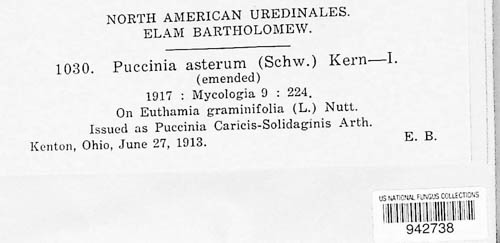 NORTH AMERICAN UREDINALES.
ELAM BARTHOLOMEW.
1030. Puccinia asterum (Schw.) Kern—I.
(emended)
1917 : Mycologia 9 : 224.
On Euthamia graminifolia (L.) Nutt.
Issued as Puccinia Caricis-Solidaginis Arth.
Kenton, Ohio, June 27, 1913. E. B.
US NATIONAL FUNGUS COLLECTIONS
942738